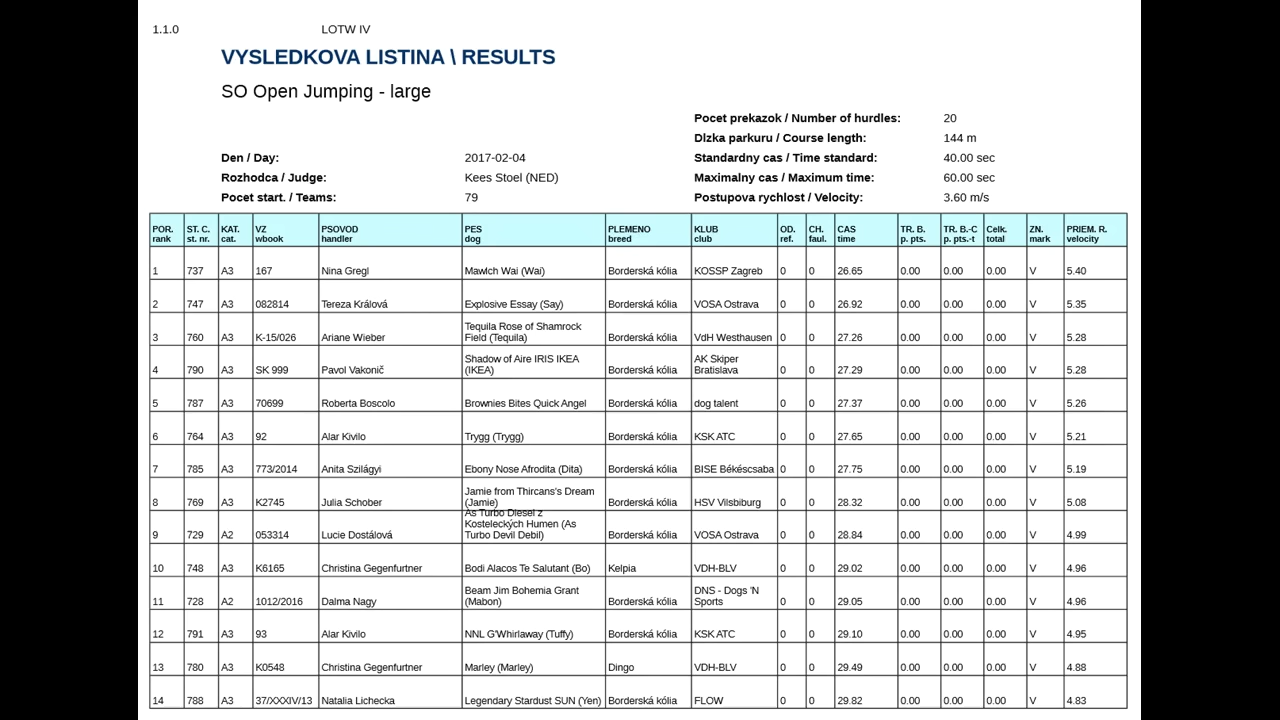 1.1.0 LOTW IV
VYSLEDKOVA LISTINA \ RESULTS
SO Open Jumping - large
Pocet prekazok / Number of hurdles: 20
Dlzka parkuru / Course length: 144 m
Den / Day: 2017-02-04 Standardny cas / Time standard: 40.00 sec
Rozhodca / Judge: Kees Stoel (NED) Maximalny cas / Maximum time: 60.00 sec
Pocet start. / Teams: 79 Postupova rychlost / Velocity: 3.60 m/s
POR. ST. C. KAT. VZ PSOVOD PES PLEMENO KLUB OD. CH. CAS TR. B. TR. B.-C Celk. ZN. PRIEM. R.
rank st. nr. cat. wbook handler dog breed club ref. faul. time p. pts. p. pts.-t total mark velocity
1 737 A3 167 Nina Gregl Mawlch Wai (Wai) Borderská kólia KOSSP Zagreb 0 0 26.65 0.00 0.00 0.00 V 5.40
2 747 A3 082814 Tereza Králová Explosive Essay (Say) Borderská kólia VOSA Ostrava 0 0 26.92 0.00 0.00 0.00 V 5.35
Tequila Rose of Shamrock
3 760 A3 K-15/026 Ariane Wieber Field (Tequila) Borderská kólia VdH Westhausen 0 0 27.26 0.00 0.00 0.00 V 5.28
Shadow of Aire IRIS IKEA AK Skiper
4 790 A3 SK 999 Pavol Vakonič (IKEA) Borderská kólia Bratislava 0 0 27.29 0.00 0.00 0.00 V 5.28
5 787 A3 70699 Roberta Boscolo Brownies Bites Quick Angel Borderská kólia dog talent 0 0 27.37 0.00 0.00 0.00 V 5.26
6 764 A3 92 Alar Kivilo Trygg (Trygg) Borderská kólia KSK ATC 0 0 27.65 0.00 0.00 0.00 V 5.21
7 785 A3 773/2014 Anita Szilágyi Ebony Nose Afrodita (Dita) Borderská kólia BISE Békéscsaba 0 0 27.75 0.00 0.00 0.00 V 5.19
Jamie from Thircans's Dream
8 769 A3 K2745 Julia Schober (Jamie) Borderská kólia HSV Vilsbiburg 0 0 28.32 0.00 0.00 0.00 V 5.08
As Turbo Diesel z
Kosteleckých Humen (As
9 729 A2 053314 Lucie Dostálová Turbo Devil Debil) Borderská kólia VOSA Ostrava 0 0 28.84 0.00 0.00 0.00 V 4.99
10 748 A3 K6165 Christina Gegenfurtner Bodi Alacos Te Salutant (Bo) Kelpia VDH-BLV 0 0 29.02 0.00 0.00 0.00 V 4.96
Beam Jim Bohemia Grant DNS - Dogs 'N
11 728 A2 1012/2016 Dalma Nagy (Mabon) Borderská kólia Sports 0 0 29.05 0.00 0.00 0.00 V 4.96
12 791 A3 93 Alar Kivilo NNL G'Whirlaway (Tuffy) Borderská kólia KSK ATC 0 0 29.10 0.00 0.00 0.00 V 4.95
13 780 A3 K0548 Christina Gegenfurtner Marley (Marley) Dingo VDH-BLV 0 0 29.49 0.00 0.00 0.00 V 4.88
14 788 A3 37/XXXIV/13 Natalia Lichecka Legendary Stardust SUN (Yen) Borderská kólia FLOW 0 0 29.82 0.00 0.00 0.00 V 4.83